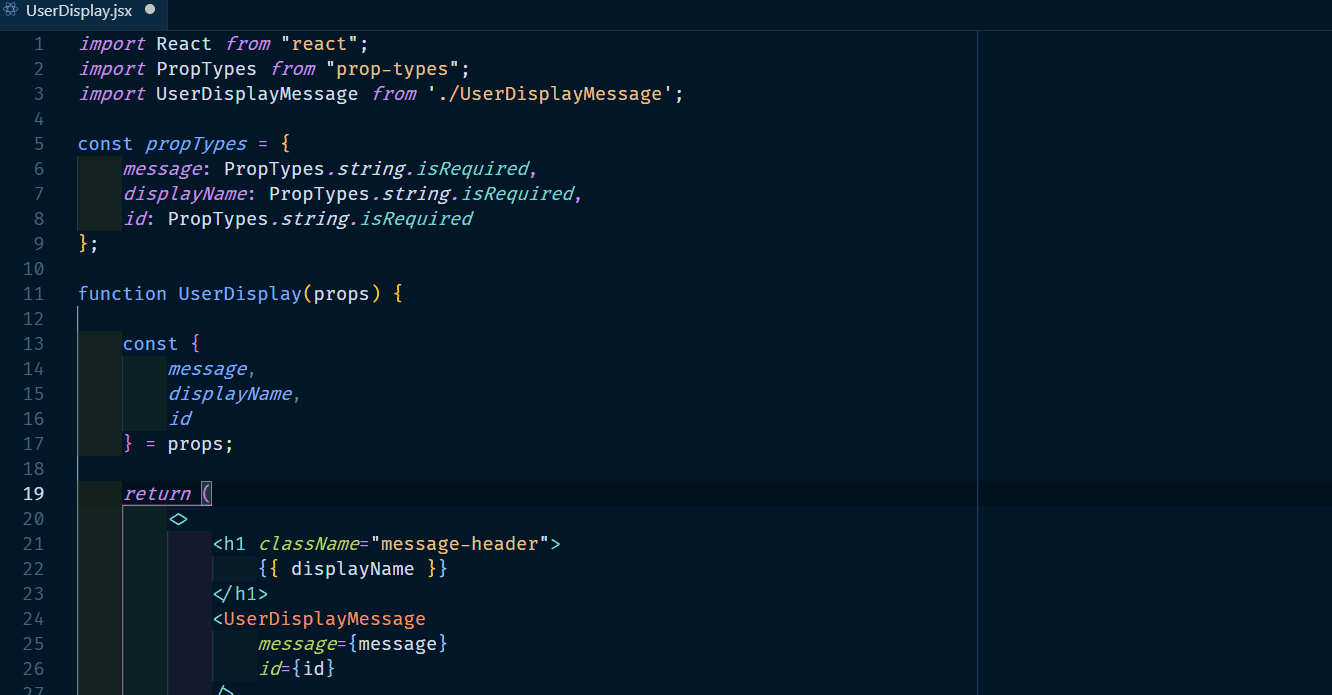 UserDisplay.jsx
1 import React from "react";
2 import PropTypes from "prop-types";
3 import UserDisplayMessage from './UserDisplayMessage';
4
5 const propTypes = {
6     message: PropTypes.string.isRequired,
7     displayName: PropTypes.string.isRequired,
8     id: PropTypes.string.isRequired
9 };
10
11 function UserDisplay(props) {
12
13     const {
14         message,
15         displayName,
16         id
17     } = props;
18
19     return (
20         <>
21             <h1 className="message-header">
22                 {{ displayName }}
23             </h1>
24             <UserDisplayMessage
25                 message={message}
26                 id={id}
27             />